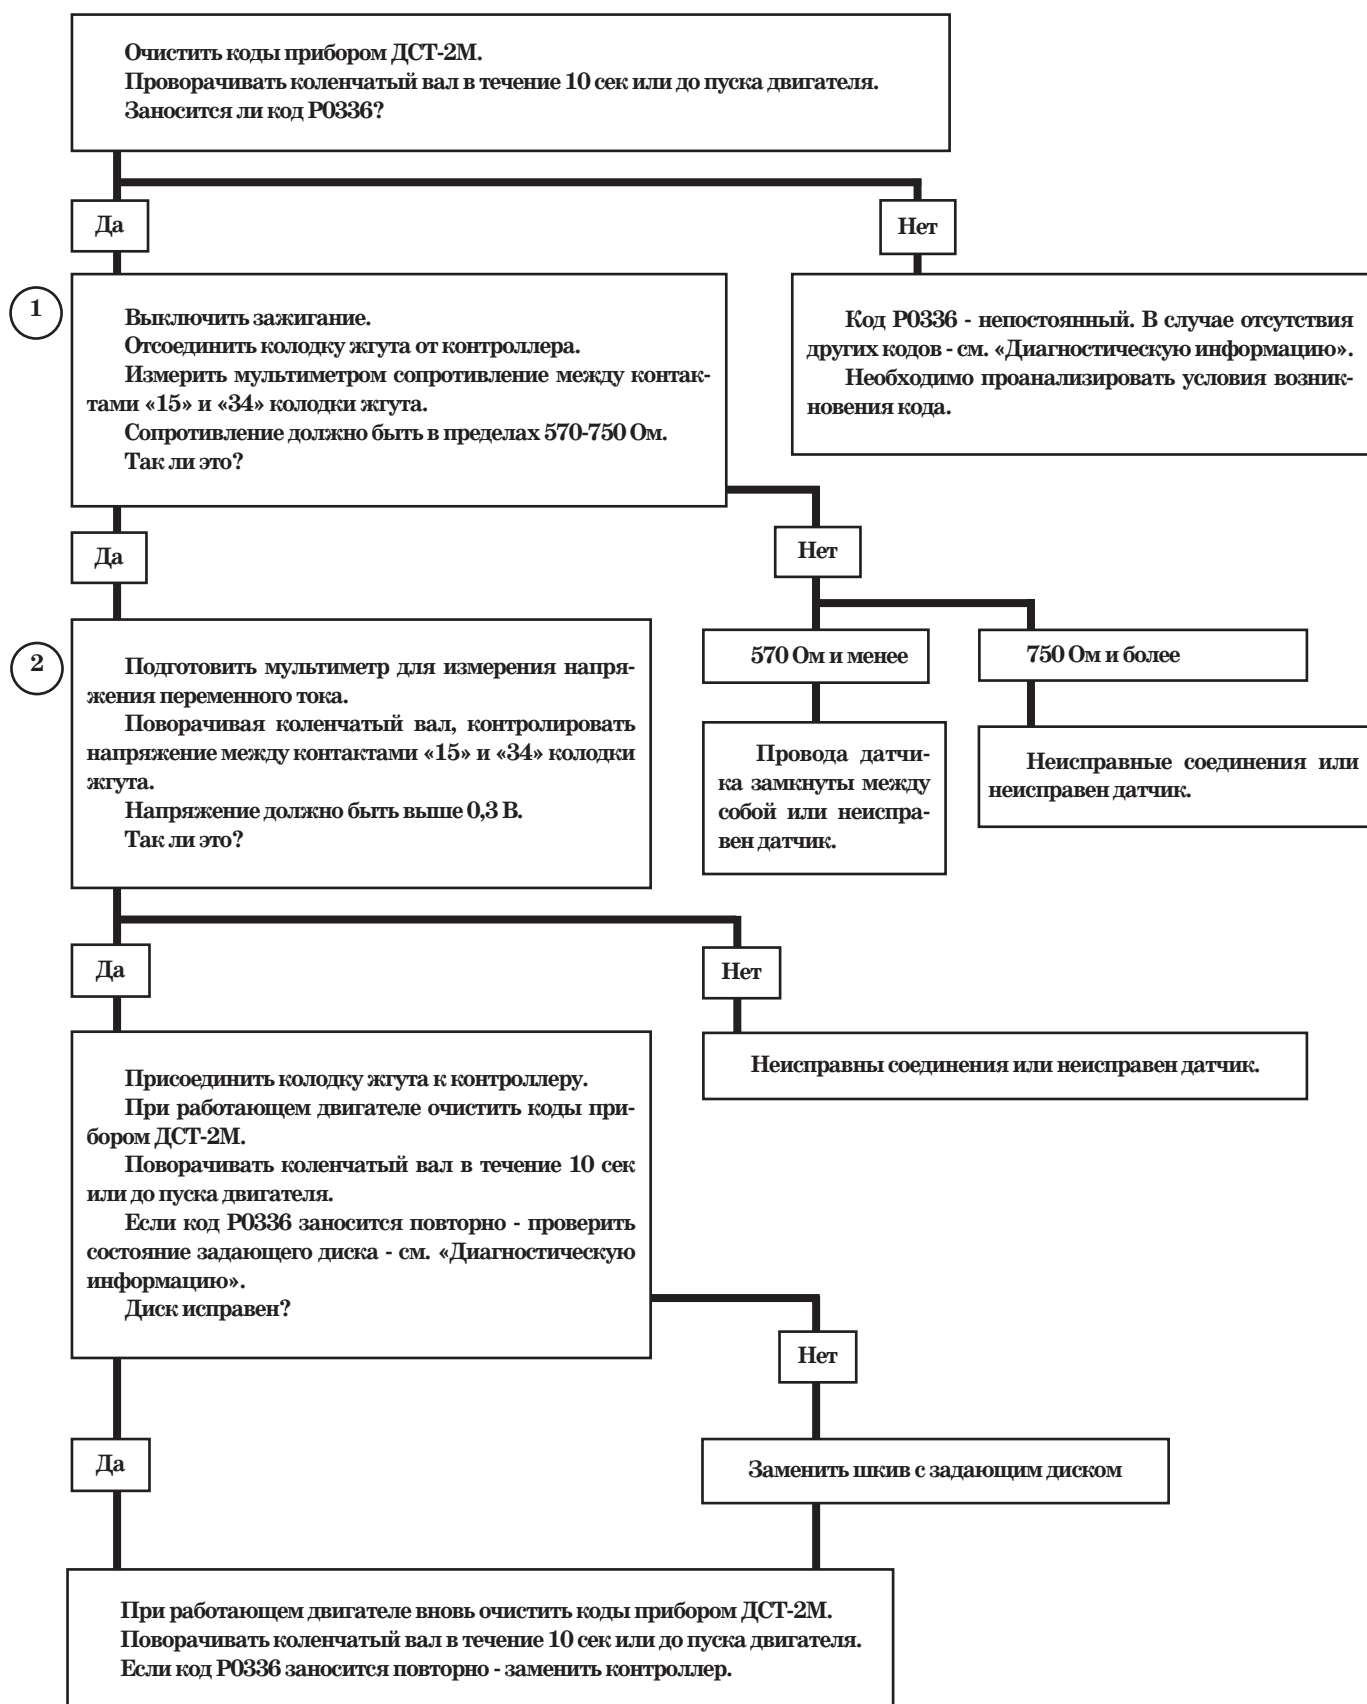 Очистить коды прибором ДСТ-2М.
Проворачивать коленчатый вал в течение 10 сек или до пуска двигателя.
Заносится ли код Р0336?
Да
Нет
1
Выключить зажигание.
Отсоединить колодку жгута от контроллера.
Измерить мультиметром сопротивление между контак-
тами «15» и «34» колодки жгута.
Сопротивление должно быть в пределах 570-750 Ом.
Так ли это?
Код Р0336 - непостоянный. В случае отсутствия
других кодов - см. «Диагностическую информацию».
Необходимо проанализировать условия возник-
новения кода.
Да
Нет
2
Подготовить мультиметр для измерения напря-
жения переменного тока.
Поворачивая коленчатый вал, контролировать
напряжение между контактами «15» и «34» колодки
жгута.
Напряжение должно быть выше 0,3 В.
Так ли это?
570 Ом и менее
750 Ом и более
Провода датчи-
ка замкнуты между
собой или неиспра-
вен датчик.
Неисправные соединения или
неисправен датчик.
Да
Нет
Присоединить колодку жгута к контроллеру.
При работающем двигателе очистить коды при-
бором ДСТ-2М.
Поворачивать коленчатый вал в течение 10 сек
или до пуска двигателя.
Если код Р0336 заносится повторно - проверить
состояние задающего диска - см. «Диагностическую
информацию».
Диск исправен?
Неисправны соединения или неисправен датчик.
Нет
Да
Заменить шкив с задающим диском
При работающем двигателе вновь очистить коды прибором ДСТ-2М.
Поворачивать коленчатый вал в течение 10 сек или до пуска двигателя.
Если код Р0336 заносится повторно - заменить контроллер.